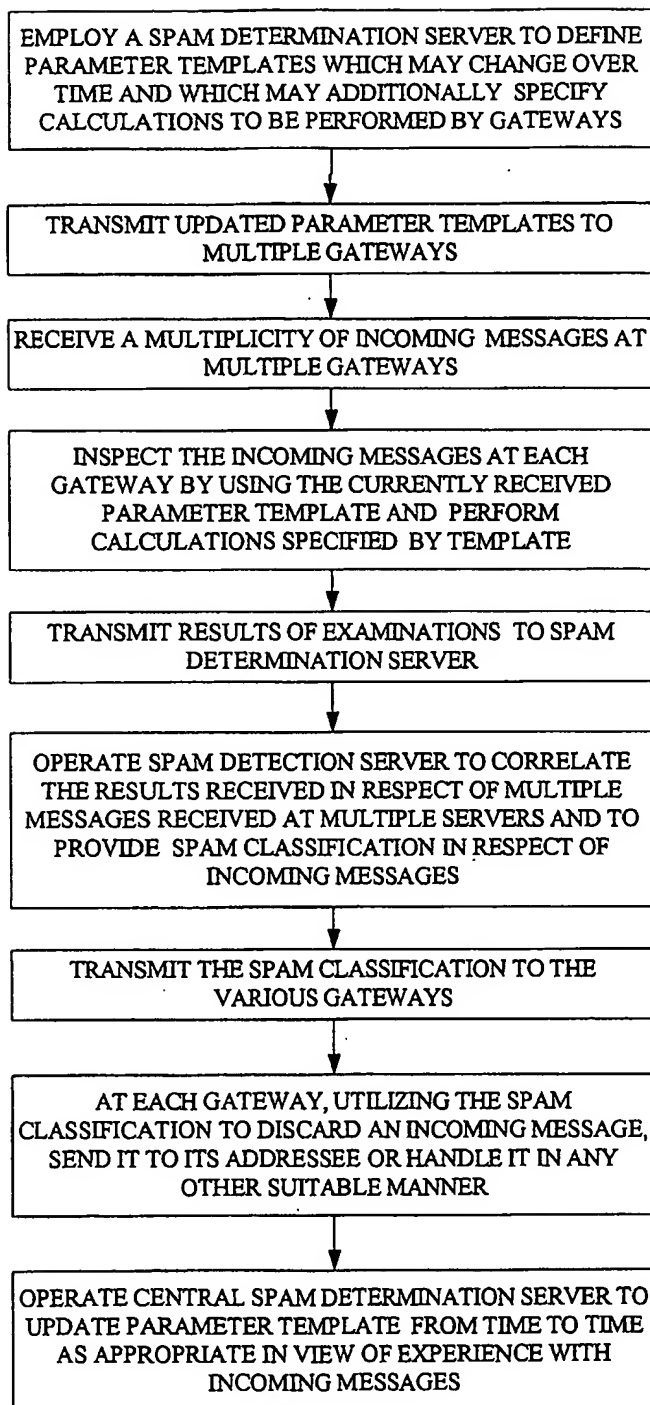 EMPLOY A SPAM DETERMINATION SERVER TO DEFINE
PARAMETER TEMPLATES WHICH MAY CHANGE OVER
TIME AND WHICH MAY ADDITIONALLY SPECIFY
CALCULATIONS TO BE PERFORMED BY GATEWAYS
TRANSMIT UPDATED PARAMETER TEMPLATES TO
MULTIPLE GATEWAYS
RECEIVE A MULTIPLICITY OF INCOMING MESSAGES AT
MULTIPLE GATEWAYS
INSPECT THE INCOMING MESSAGES AT EACH
GATEWAY BY USING THE CURRENTLY RECEIVED
PARAMETER TEMPLATE AND PERFORM
CALCULATIONS SPECIFIED BY TEMPLATE
TRANSMIT RESULTS OF EXAMINATIONS TO SPAM
DETERMINATION SERVER
OPERATE SPAM DETECTION SERVER TO CORRELATE
THE RESULTS RECEIVED IN RESPECT OF MULTIPLE
MESSAGES RECEIVED AT MULTIPLE SERVERS AND TO
PROVIDE SPAM CLASSIFICATION IN RESPECT OF
INCOMING MESSAGES
TRANSMIT THE SPAM CLASSIFICATION TO THE
VARIOUS GATEWAYS
AT EACH GATEWAY, UTILIZING THE SPAM
CLASSIFICATION TO DISCARD AN INCOMING MESSAGE,
SEND IT TO ITS ADDRESSEE OR HANDLE IT IN ANY
OTHER SUITABLE MANNER
OPERATE CENTRAL SPAM DETERMINATION SERVER TO
UPDATE PARAMETER TEMPLATE FROM TIME TO TIME
AS APPROPRIATE IN VIEW OF EXPERIENCE WITH
INCOMING MESSAGES